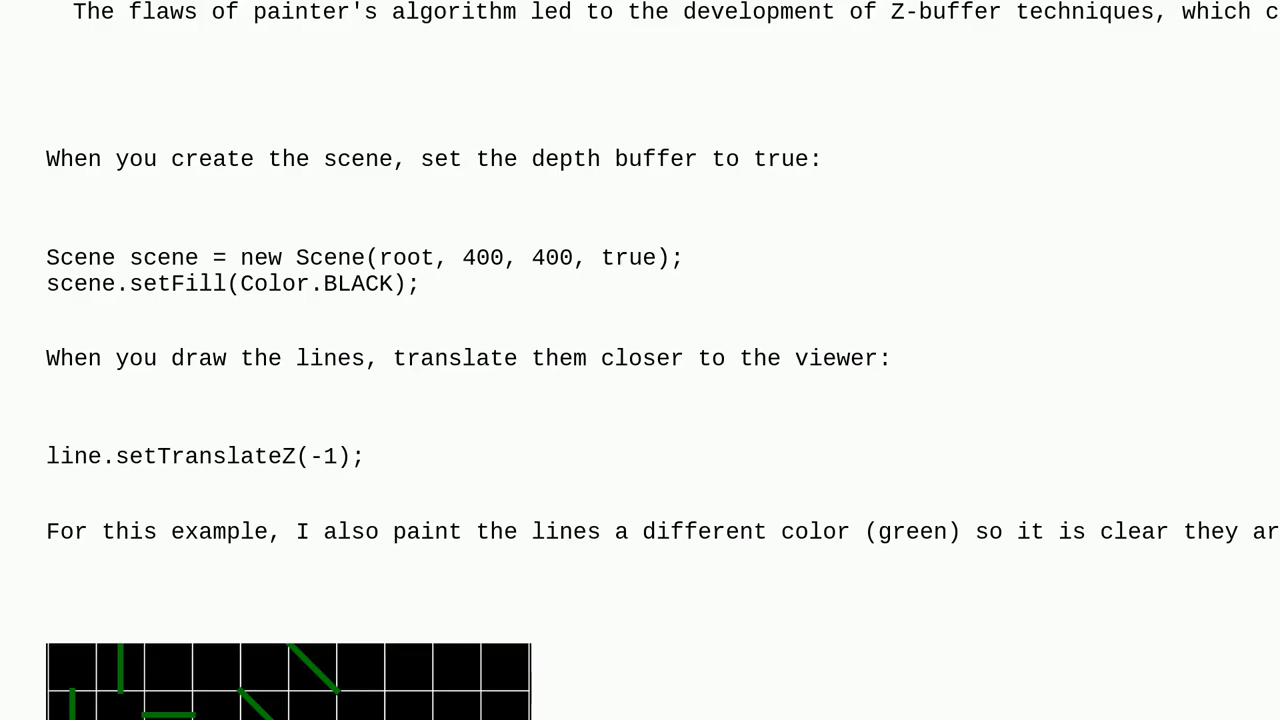 The flaws of painter's algorithm led to the development of Z-buffer techniques, which
When you create the scene, set the depth buffer to true:
Scene scene = new Scene(root, 400, 400, true);
scene.setFill(Color.BLACK);
When you draw the lines, translate them closer to the viewer:
line.setTranslateZ(-1);
For this example, I also paint the lines a different color (green) so it is clear they